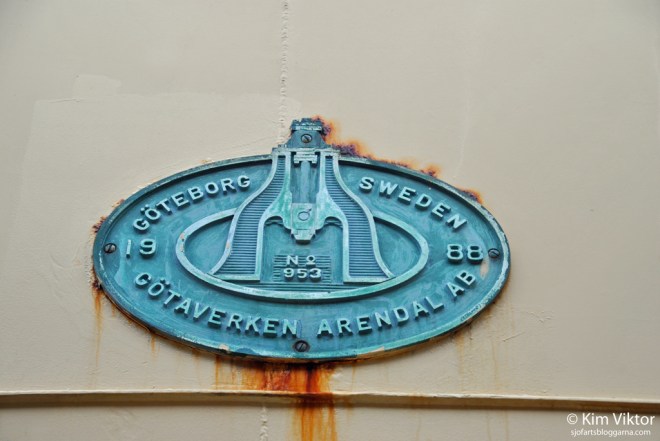 GÖTEBORG SWEDEN
19 88
Nº
953
GÖTAVERKEN ARENDAL AB
© Kim Viktor
sjofartsbloggarna.com